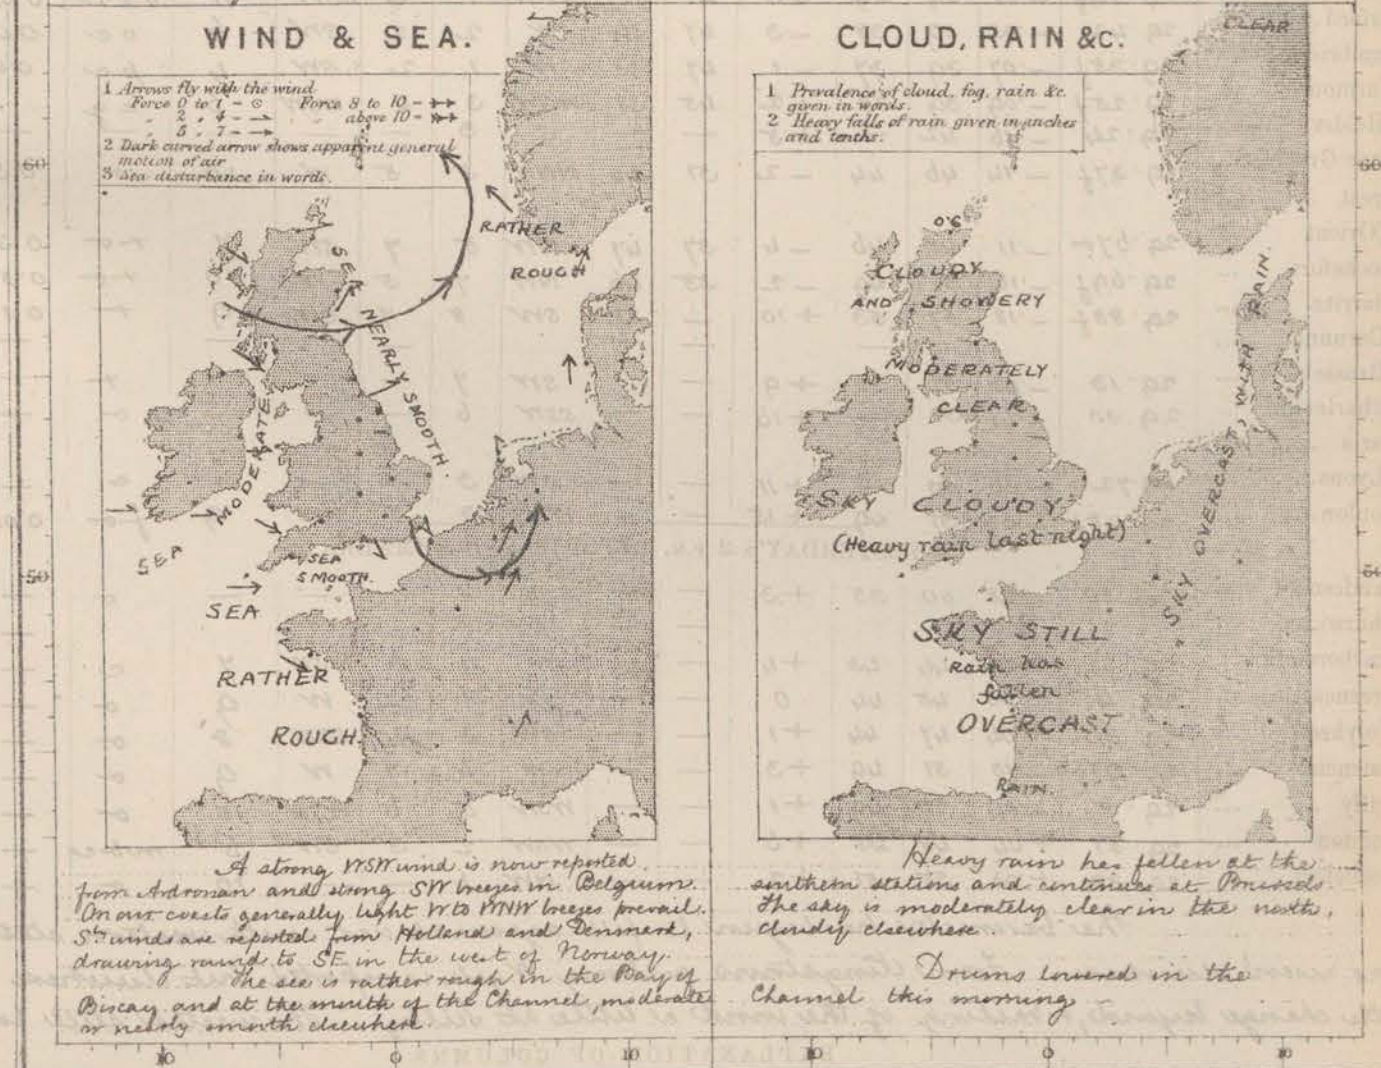 WIND & SEA.
1 Arrows fly with the wind.
Force 0 to 1 - ⊙ Force 8 to 10 -
" 2 " 4 - " above 10 -
" 5 " 7 -
2 Dark curved arrow shows apparent general
motion of air
3 Sea disturbance in words.
60
RATHER
ROUGH
SEA
NEARLY SMOOTH.
MODERATE
SEA
SEA
SMOOTH.
50
SEA
RATHER
ROUGH.
A strong WSW wind is now reported
from Ardrossan and strong SW breezes in Belgium.
On our coasts generally light W to WNW breezes prevail.
Sly winds are reported from Holland and Denmark,
drawing round to SE in the west of Norway.
The sea is rather rough in the Bay of
Biscay and at the mouth of the Channel, moderate
or nearly smooth elsewhere.
10 0 10
CLOUD, RAIN &c.
1 Prevalence of cloud, fog, rain &c.
given in words.
2 Heavy falls of rain given in inches
and tenths.
CLEAR
60
0.6
CLOUDY
AND SHOWERY
MODERATELY
CLEAR
SKY CLOUDY
(Heavy rain last night)
SKY OVERCAST, WITH RAIN.
50
SKY STILL
Rain has
fallen
OVERCAST
RAIN.
Heavy rain has fallen at the
southern stations and continues at Brussels.
The sky is moderately clear in the north,
cloudy elsewhere
Drums lowered in the
Channel this morning
10 0 10